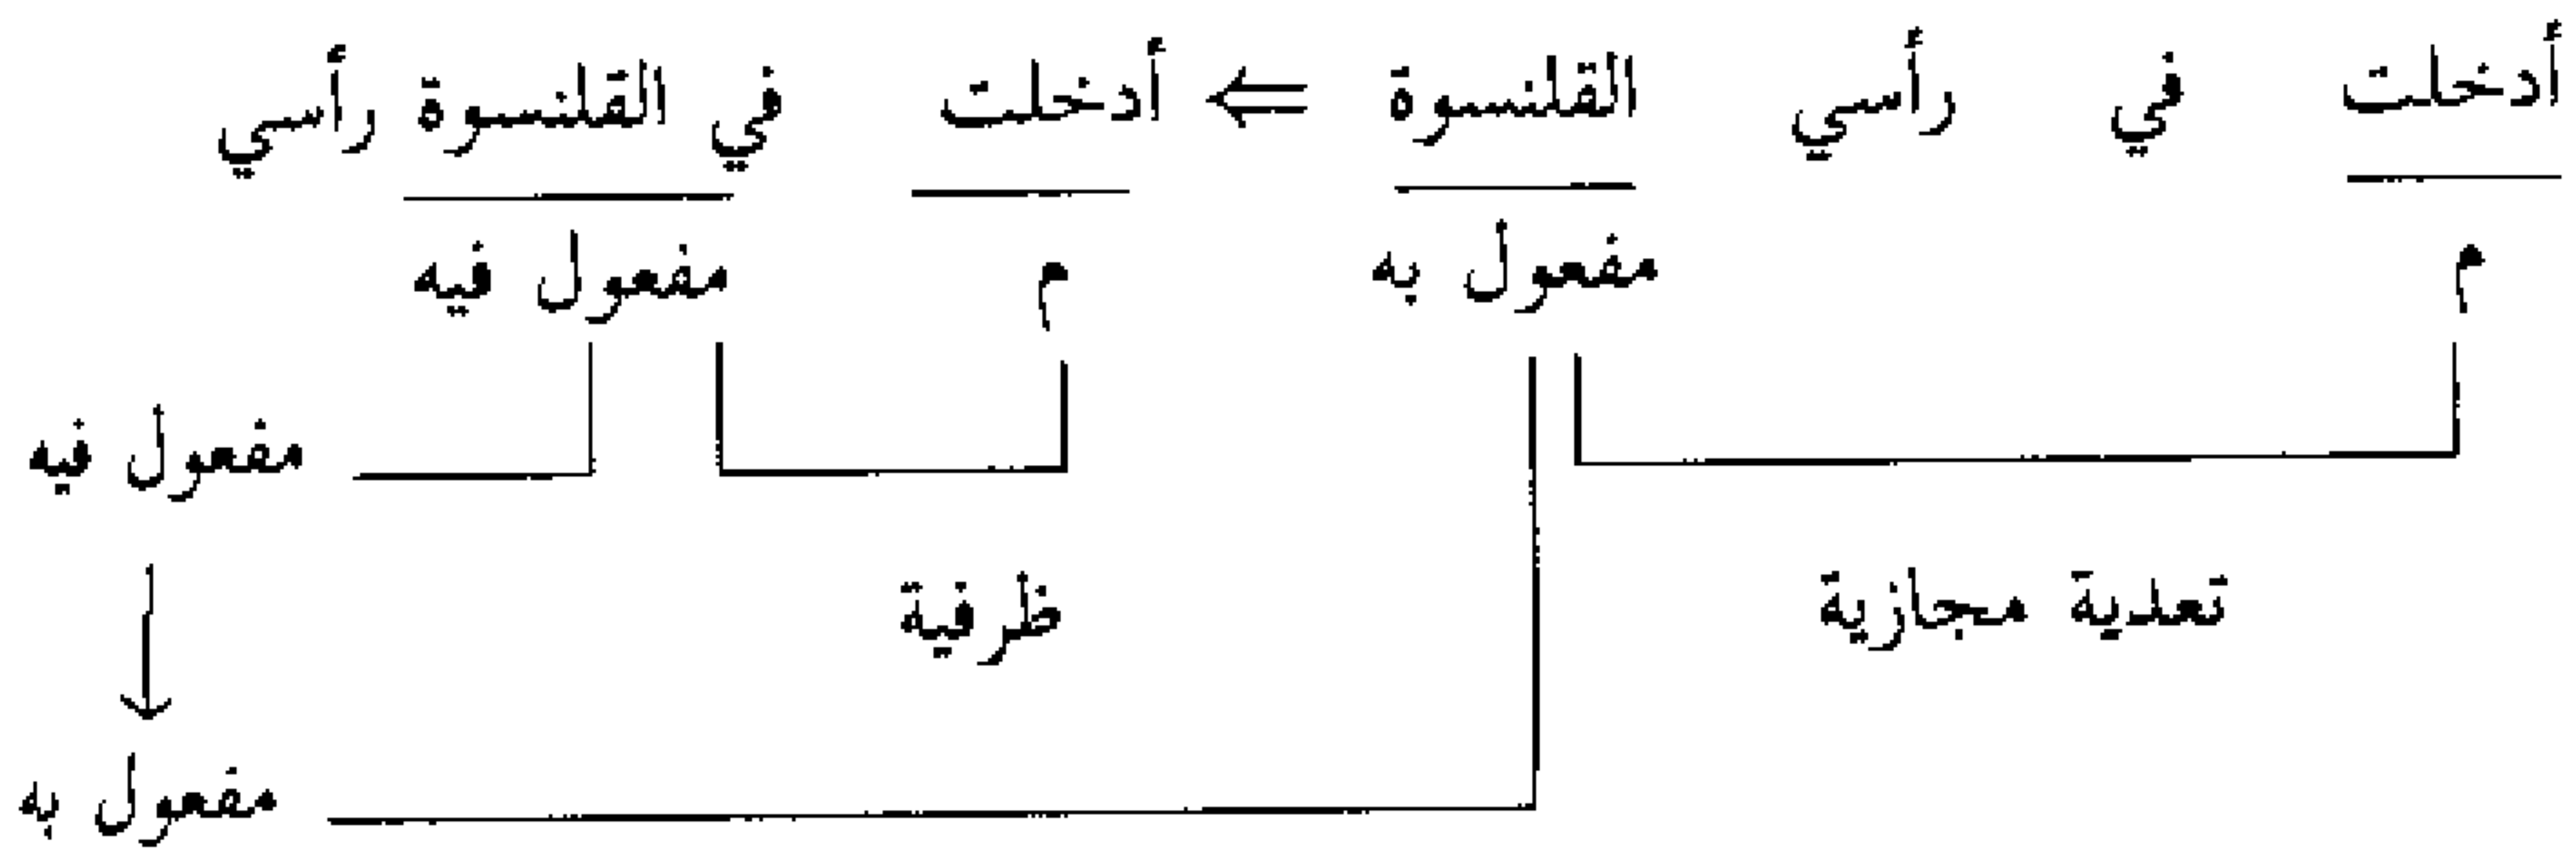 أدخلت في رأسي القلنسوة ⇐ أدخلت في القلنسوة رأسي
م مفعول به م مفعول فيه
مفعول فيه
تعدية مجازية ظرفية
مفعول به